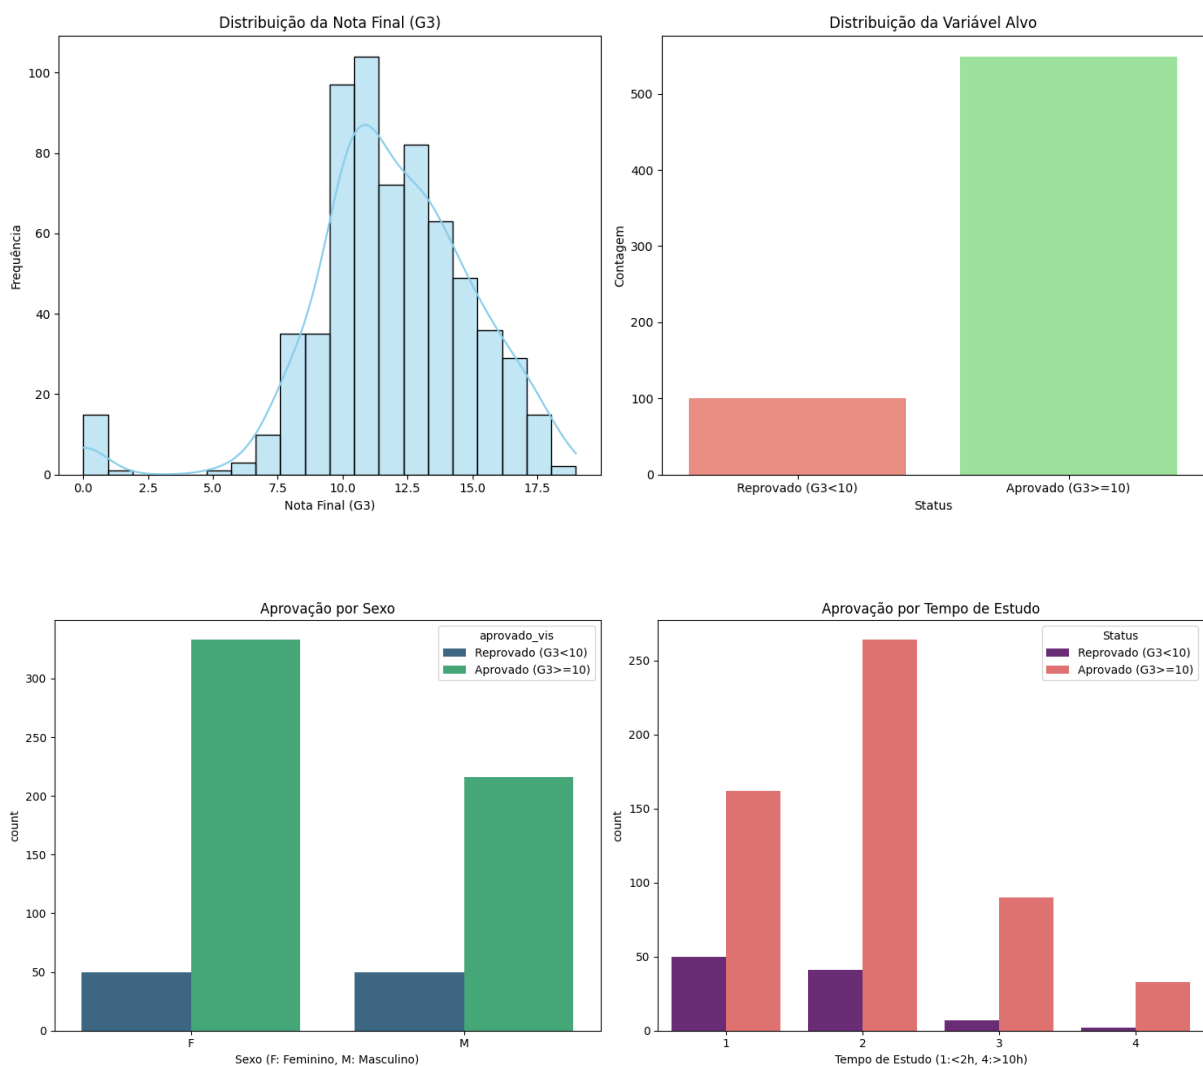 Distribuição da Nota Final (G3)
Frequência
100
80
60
40
20
0
0.0 2.5 5.0 7.5 10.0 12.5 15.0 17.5
Nota Final (G3)
Distribuição da Variável Alvo
Contagem
500
400
300
200
100
0
Reprovado (G3<10) Aprovado (G3>=10)
Status
Aprovação por Sexo
aprovado_vis
Reprovado (G3<10)
Aprovado (G3>=10)
count
300
250
200
150
100
50
0
F M
Sexo (F: Feminino, M: Masculino)
Aprovação por Tempo de Estudo
Status
Reprovado (G3<10)
Aprovado (G3>=10)
count
250
200
150
100
50
0
1 2 3 4
Tempo de Estudo (1:<2h, 4:>10h)